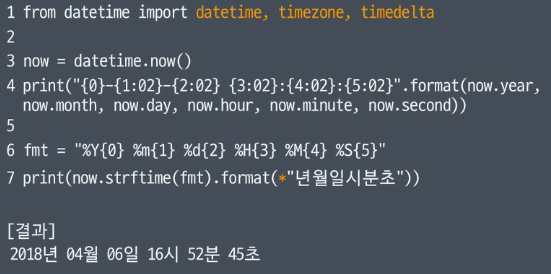 1 from datetime import datetime, timezone, timedelta
2
3 now = datetime.now()
4 print("{0}-{1:02}-{2:02} {3:02}:{4:02}:{5:02}".format(now.year,
now.month, now.day, now.hour, now.minute, now.second))
5
6 fmt = "%Y{0} %m{1} %d{2} %H{3} %M{4} %S{5}"
7 print(now.strftime(fmt).format(*"년월일시분초"))
[결과]
2018년 04월 06일 16시 52분 45초